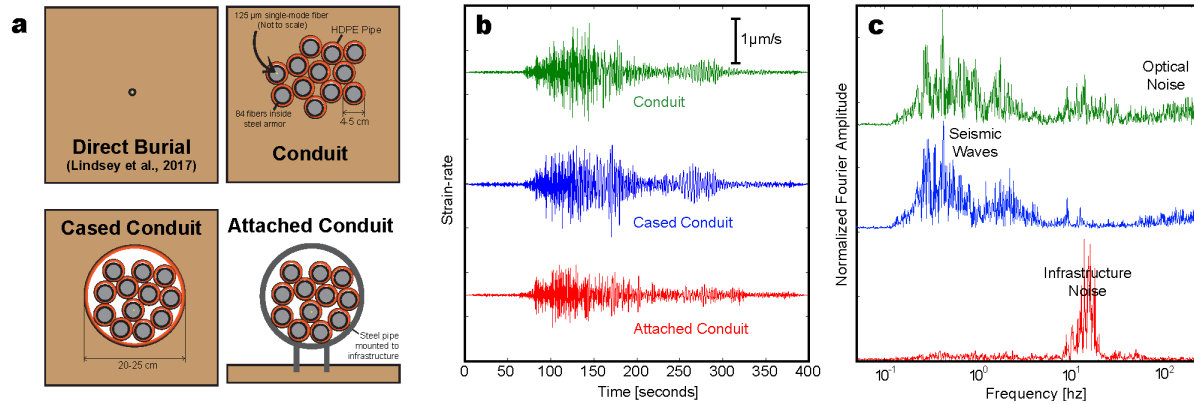 a
125 µm single-mode fiber
(Not to scale)
HDPE Pipe
84 fibers inside
steel armor
4-5 cm
Direct Burial
(Lindsey et al., 2017)
Conduit
Cased Conduit
20-25 cm
Attached Conduit
Steel pipe
mounted to
infrastructure
b
1µm/s
Conduit
Cased Conduit
Attached Conduit
Strain-rate
0 50 100 150 200 250 300 350 400
Time [seconds]
c
Optical
Noise
Seismic
Waves
Infrastructure
Noise
Normalized Fourier Amplitude
10⁻¹ 10⁰ 10¹ 10²
Frequency [hz]